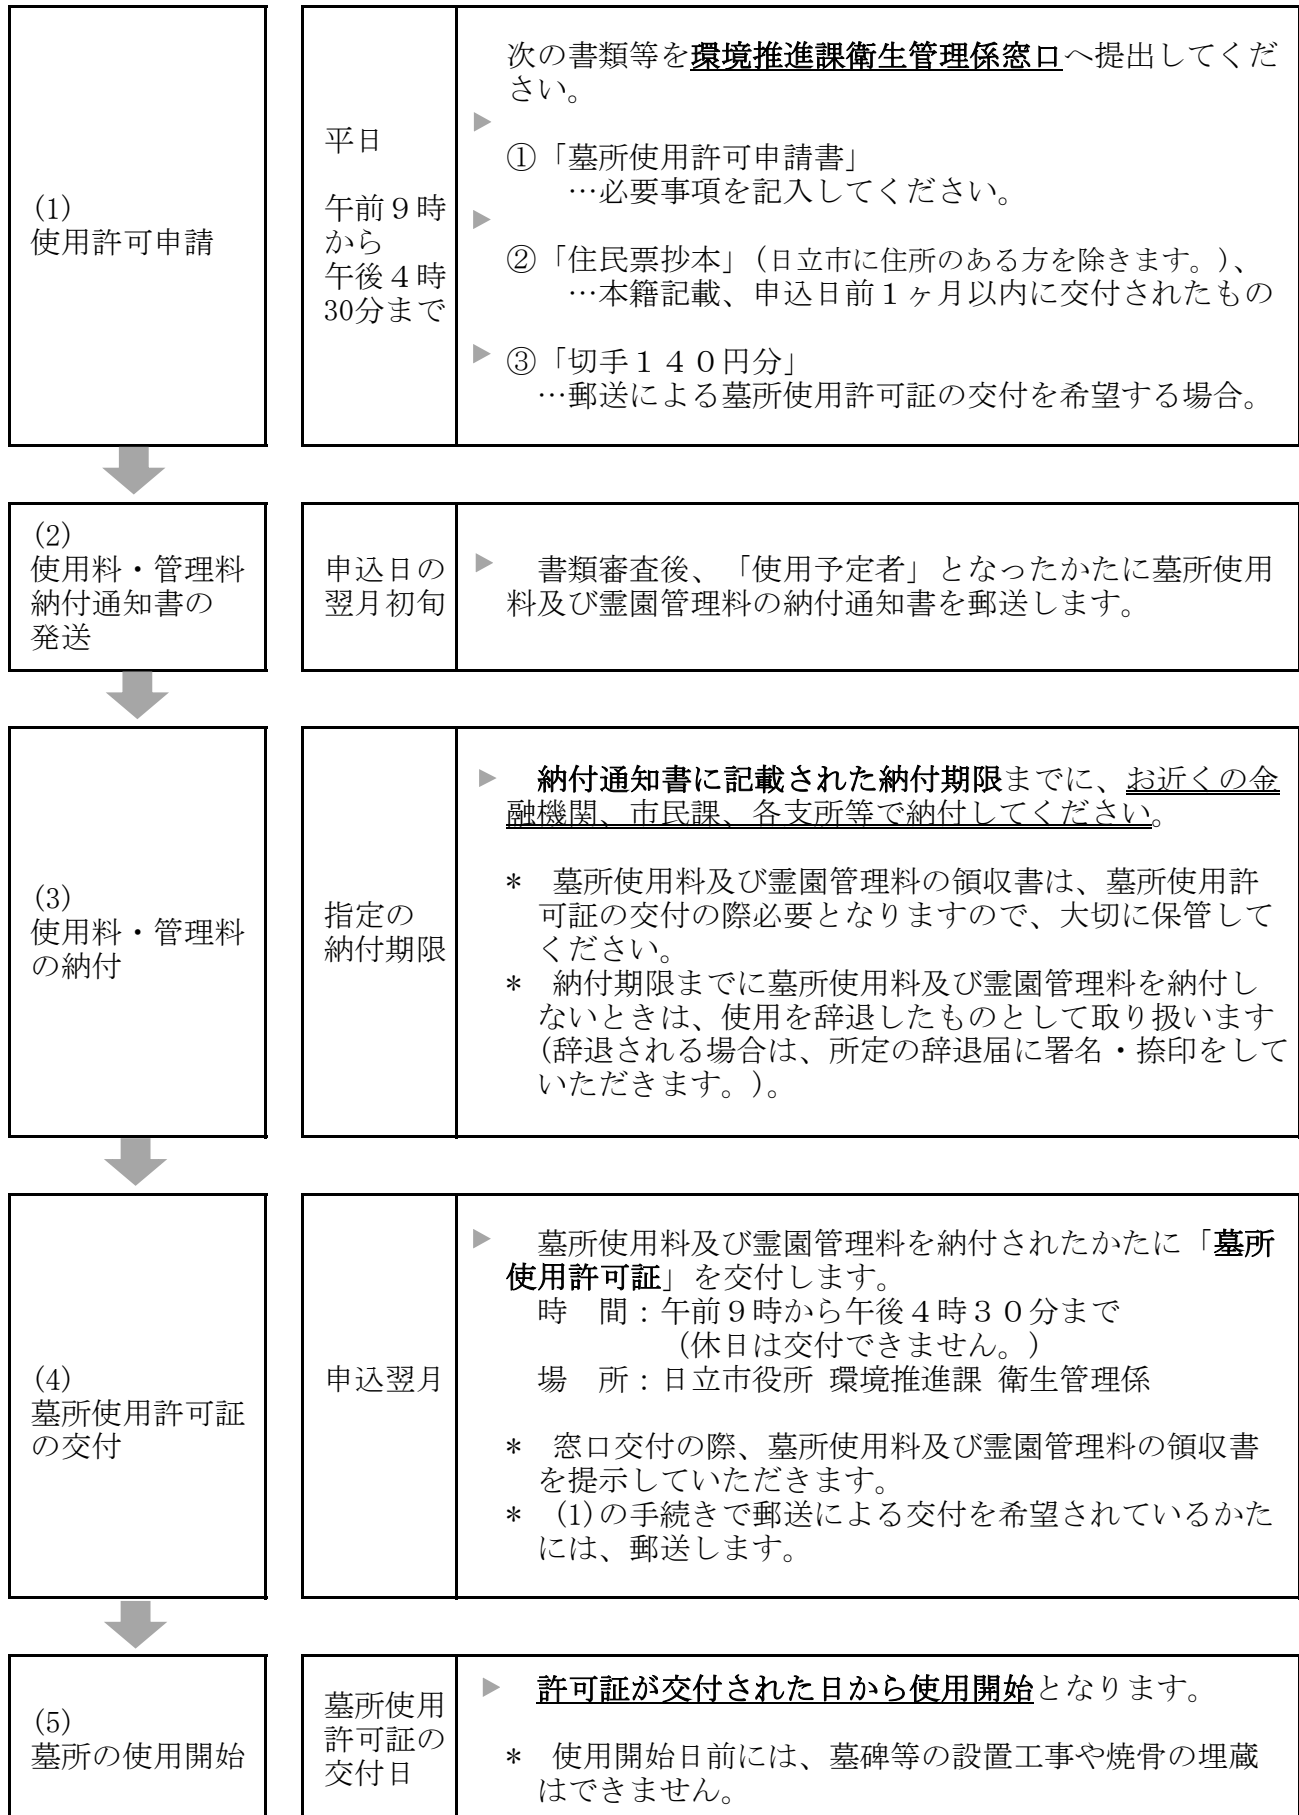 (1)
使用許可申請
平日
午前９時
から
午後４時
30分まで
次の書類等を環境推進課衛生管理係窓口へ提出してくだ
さい。
①「墓所使用許可申請書」
…必要事項を記入してください。
②「住民票抄本」(日立市に住所のある方を除きます。)、
…本籍記載、申込日前１ヶ月以内に交付されたもの
③「切手１４０円分」
…郵送による墓所使用許可証の交付を希望する場合。
(2)
使用料・管理料
納付通知書の
発送
申込日の
翌月初旬
書類審査後、「使用予定者」となったかたに墓所使用
料及び霊園管理料の納付通知書を郵送します。
(3)
使用料・管理料
の納付
指定の
納付期限
納付通知書に記載された納付期限までに、お近くの金
融機関、市民課、各支所等で納付してください。
* 墓所使用料及び霊園管理料の領収書は、墓所使用許
可証の交付の際必要となりますので、大切に保管して
ください。
* 納付期限までに墓所使用料及び霊園管理料を納付し
ないときは、使用を辞退したものとして取り扱います
(辞退される場合は、所定の辞退届に署名・捺印をして
いただきます。)。
(4)
墓所使用許可証
の交付
申込翌月
墓所使用料及び霊園管理料を納付されたかたに「墓所
使用許可証」を交付します。
時　間：午前９時から午後４時３０分まで
(休日は交付できません。)
場　所：日立市役所 環境推進課 衛生管理係
* 窓口交付の際、墓所使用料及び霊園管理料の領収書
を提示していただきます。
* (1)の手続きで郵送による交付を希望されているかた
には、郵送します。
(5)
墓所の使用開始
墓所使用
許可証の
交付日
許可証が交付された日から使用開始となります。
* 使用開始日前には、墓碑等の設置工事や焼骨の埋蔵
はできません。